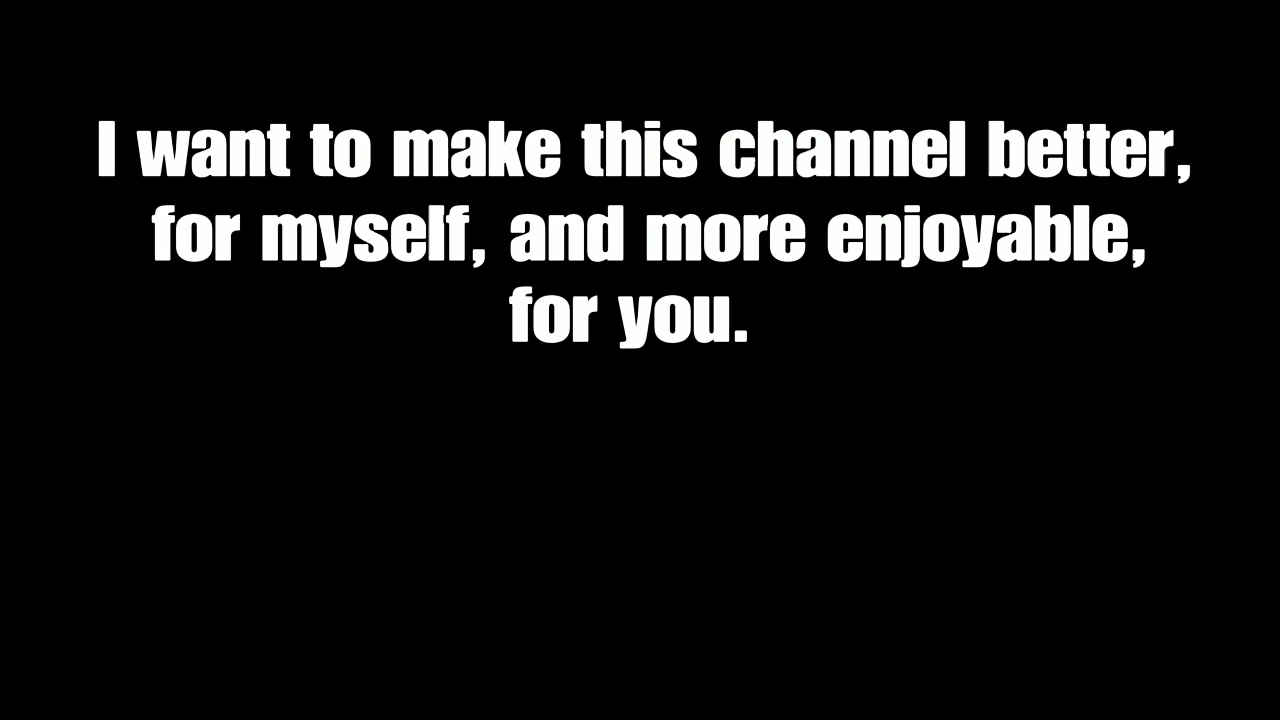 I want to make this channel better,
for myself, and more enjoyable,
for you.